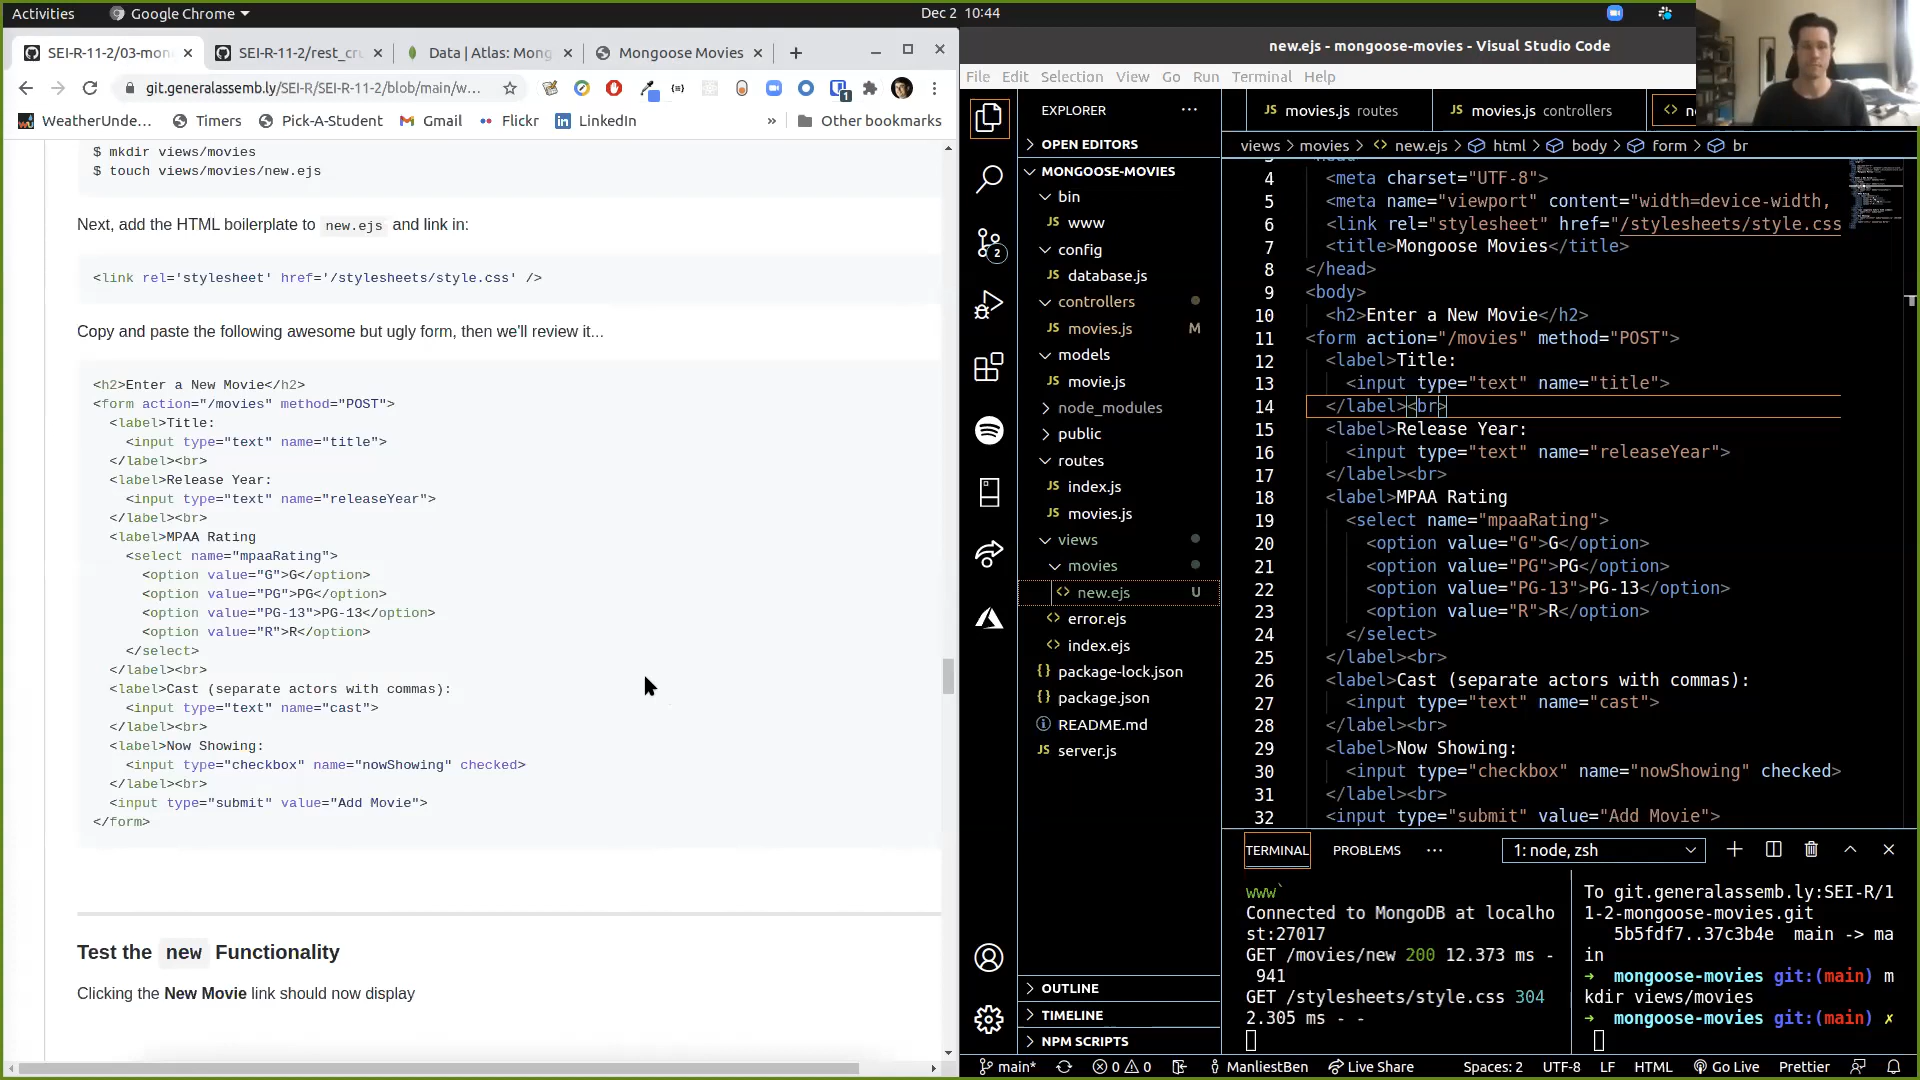 Activities
Google Chrome
Dec 2 10:44
SEI-R-11-2/03-mon
SEI-R-11-2/rest_cru
Data | Atlas: Mong
Mongoose Movies
git.generalassemb.ly/SEI-R/SEI-R-11-2/blob/main/w...
WeatherUnde...
Timers
Pick-A-Student
Gmail
Flickr
LinkedIn
»
Other bookmarks
$ mkdir views/movies
$ touch views/movies/new.ejs
Next, add the HTML boilerplate to new.ejs and link in:
<link rel='stylesheet' href='/stylesheets/style.css' />
Copy and paste the following awesome but ugly form, then we'll review it...
<h2>Enter a New Movie</h2>
<form action="/movies" method="POST">
<label>Title:
<input type="text" name="title">
</label><br>
<label>Release Year:
<input type="text" name="releaseYear">
</label><br>
<label>MPAA Rating
<select name="mpaaRating">
<option value="G">G</option>
<option value="PG">PG</option>
<option value="PG-13">PG-13</option>
<option value="R">R</option>
</select>
</label><br>
<label>Cast (separate actors with commas):
<input type="text" name="cast">
</label><br>
<label>Now Showing:
<input type="checkbox" name="nowShowing" checked>
</label><br>
<input type="submit" value="Add Movie">
</form>
Test the new Functionality
Clicking the New Movie link should now display
new.ejs - mongoose-movies - Visual Studio Code
File Edit Selection View Go Run Terminal Help
EXPLORER
OPEN EDITORS
MONGOOSE-MOVIES
bin
www
config
JS database.js
controllers
JS movies.js M
models
JS movie.js
node_modules
public
routes
JS index.js
JS movies.js
views
movies
<> new.ejs U
<> error.ejs
<> index.ejs
{} package-lock.json
{} package.json
README.md
JS server.js
OUTLINE
TIMELINE
NPM SCRIPTS
2
JS movies.js routes
JS movies.js controllers
views > movies > <> new.ejs > html > body > form > br
4 <meta charset="UTF-8">
5 <meta name="viewport" content="width=device-width,
6 <link rel="stylesheet" href="/stylesheets/style.css
7 <title>Mongoose Movies</title>
8 </head>
9 <body>
10 <h2>Enter a New Movie</h2>
11 <form action="/movies" method="POST">
12 <label>Title:
13 <input type="text" name="title">
14 </label><br>
15 <label>Release Year:
16 <input type="text" name="releaseYear">
17 </label><br>
18 <label>MPAA Rating
19 <select name="mpaaRating">
20 <option value="G">G</option>
21 <option value="PG">PG</option>
22 <option value="PG-13">PG-13</option>
23 <option value="R">R</option>
24 </select>
25 </label><br>
26 <label>Cast (separate actors with commas):
27 <input type="text" name="cast">
28 </label><br>
29 <label>Now Showing:
30 <input type="checkbox" name="nowShowing" checked>
31 </label><br>
32 <input type="submit" value="Add Movie">
TERMINAL PROBLEMS ... 1: node, zsh
www`
Connected to MongoDB at localho
st:27017
GET /movies/new 200 12.373 ms -
941
GET /stylesheets/style.css 304
2.305 ms - -
To git.generalassemb.ly:SEI-R/1
1-2-mongoose-movies.git
5b5fdf7..37c3b4e main -> ma
in
→ mongoose-movies git:(main) m
kdir views/movies
→ mongoose-movies git:(main) ✗
main* 0 0 ManliestBen Live Share Spaces: 2 UTF-8 LF HTML Go Live Prettier